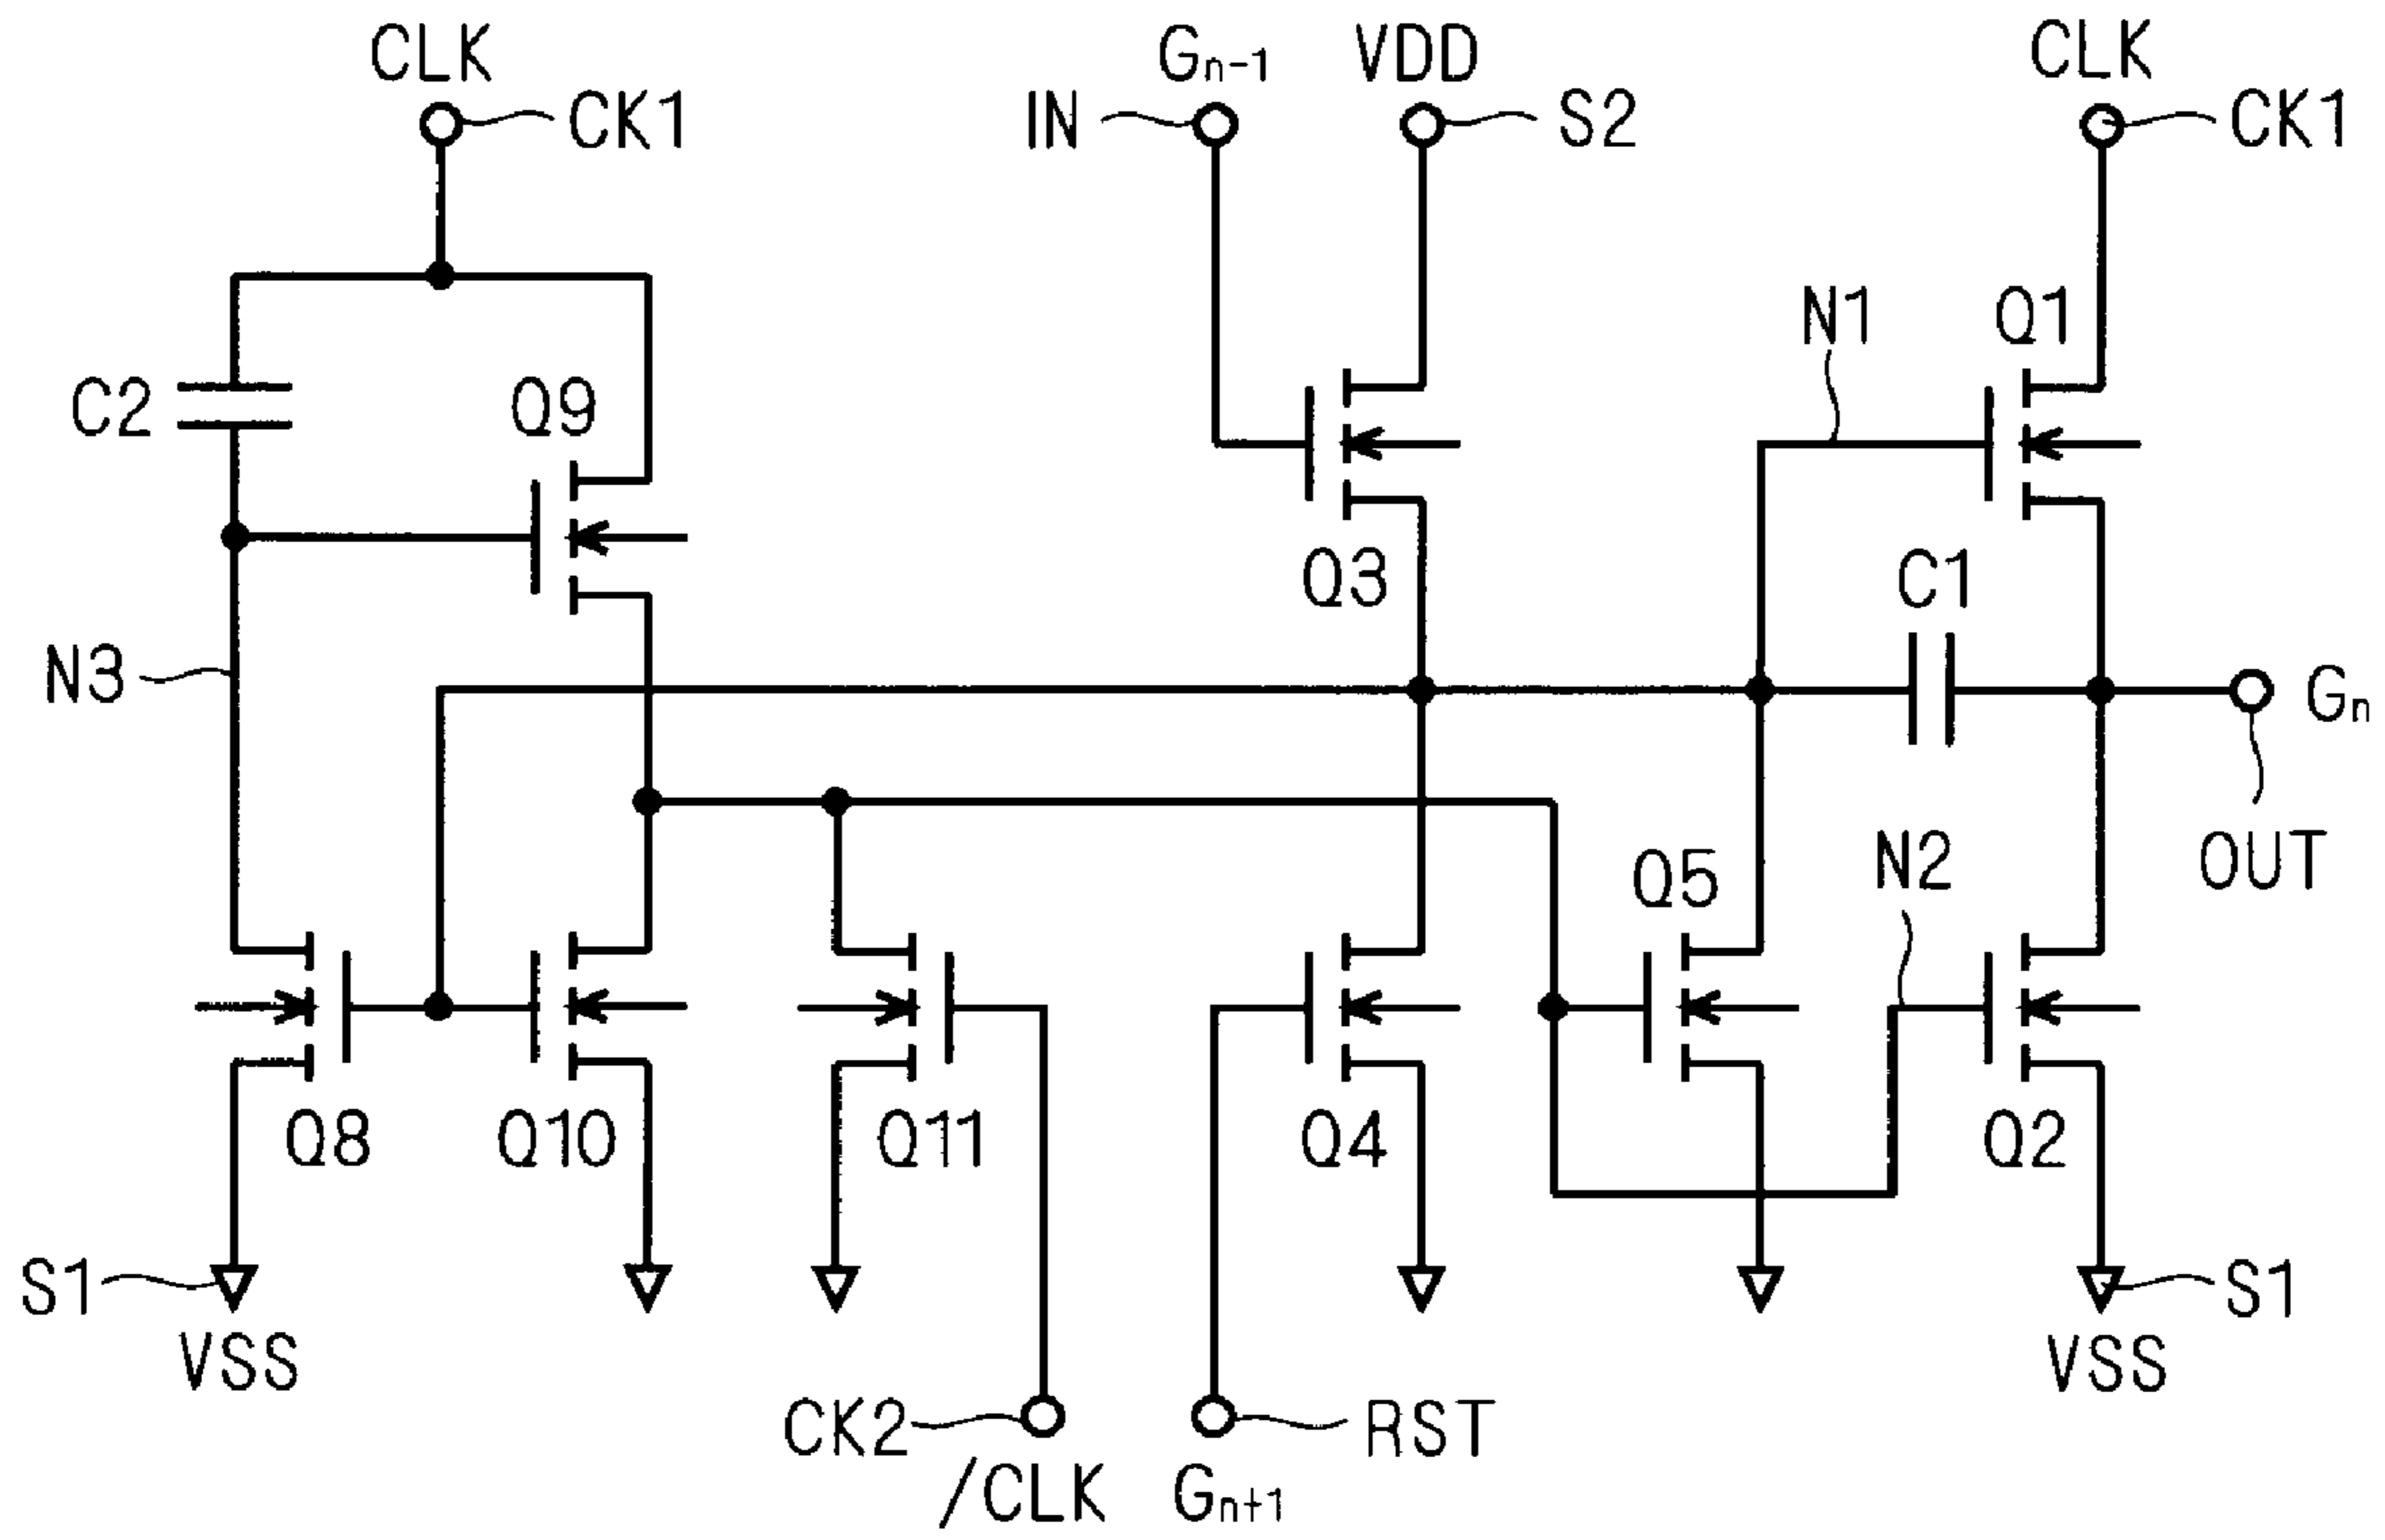 CLK
Gn-1
VDD
CLK
CK1
IN
S2
CK1
N1
Q1
C2
Q9
Q3
C1
N3
Gn
Q5
N2
OUT
Q8
Q10
Q11
Q4
Q2
S1
S1
VSS
VSS
CK2
RST
/CLK
Gn+1